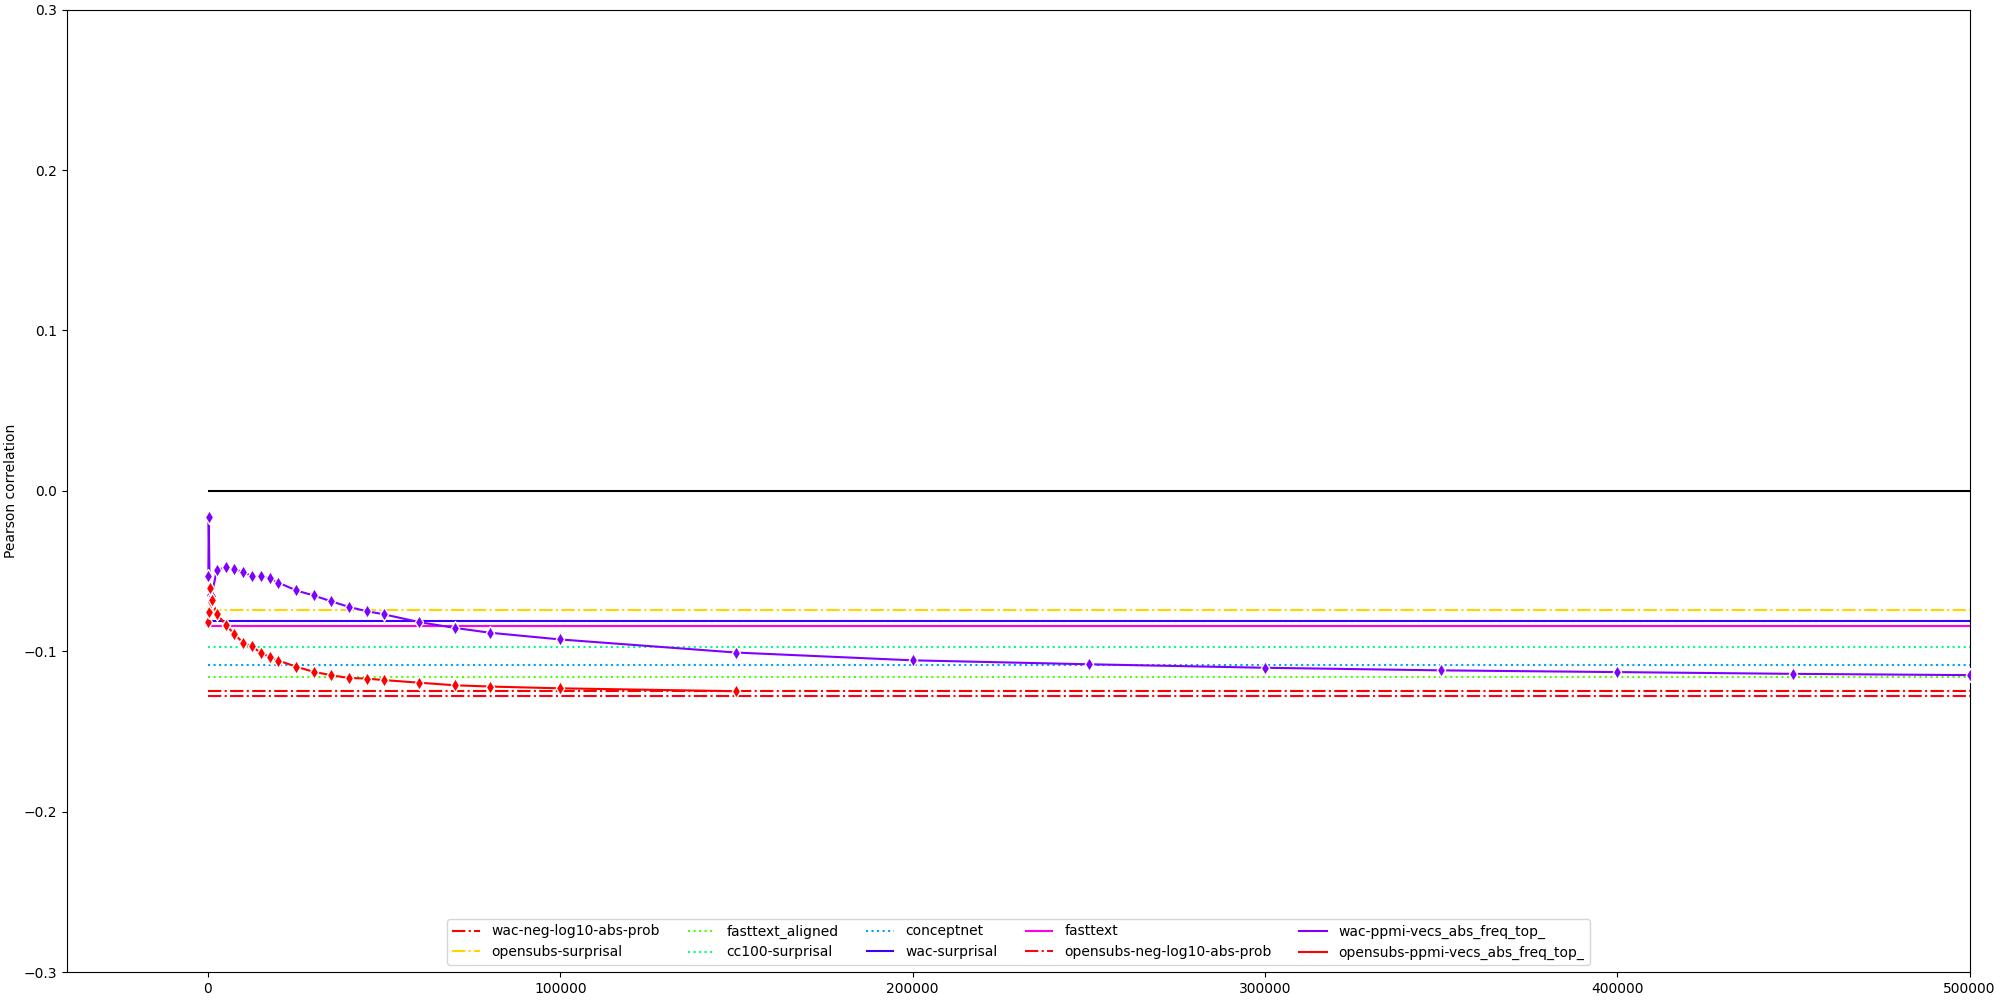 0.3
0.2
0.1
0.0
−0.1
−0.2
−0.3
Pearson correlation
0
100000
200000
300000
400000
500000
wac-neg-log10-abs-prob
opensubs-surprisal
fasttext_aligned
cc100-surprisal
conceptnet
wac-surprisal
fasttext
opensubs-neg-log10-abs-prob
wac-ppmi-vecs_abs_freq_top_
opensubs-ppmi-vecs_abs_freq_top_